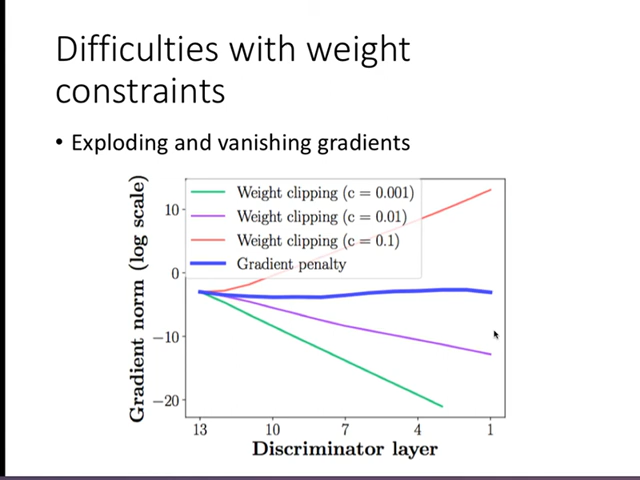 Difficulties with weight
constraints
• Exploding and vanishing gradients
Weight clipping (c = 0.001)
Weight clipping (c = 0.01)
Weight clipping (c = 0.1)
Gradient penalty
Gradient norm (log scale)
10
0
−10
−20
13 10 7 4 1
Discriminator layer